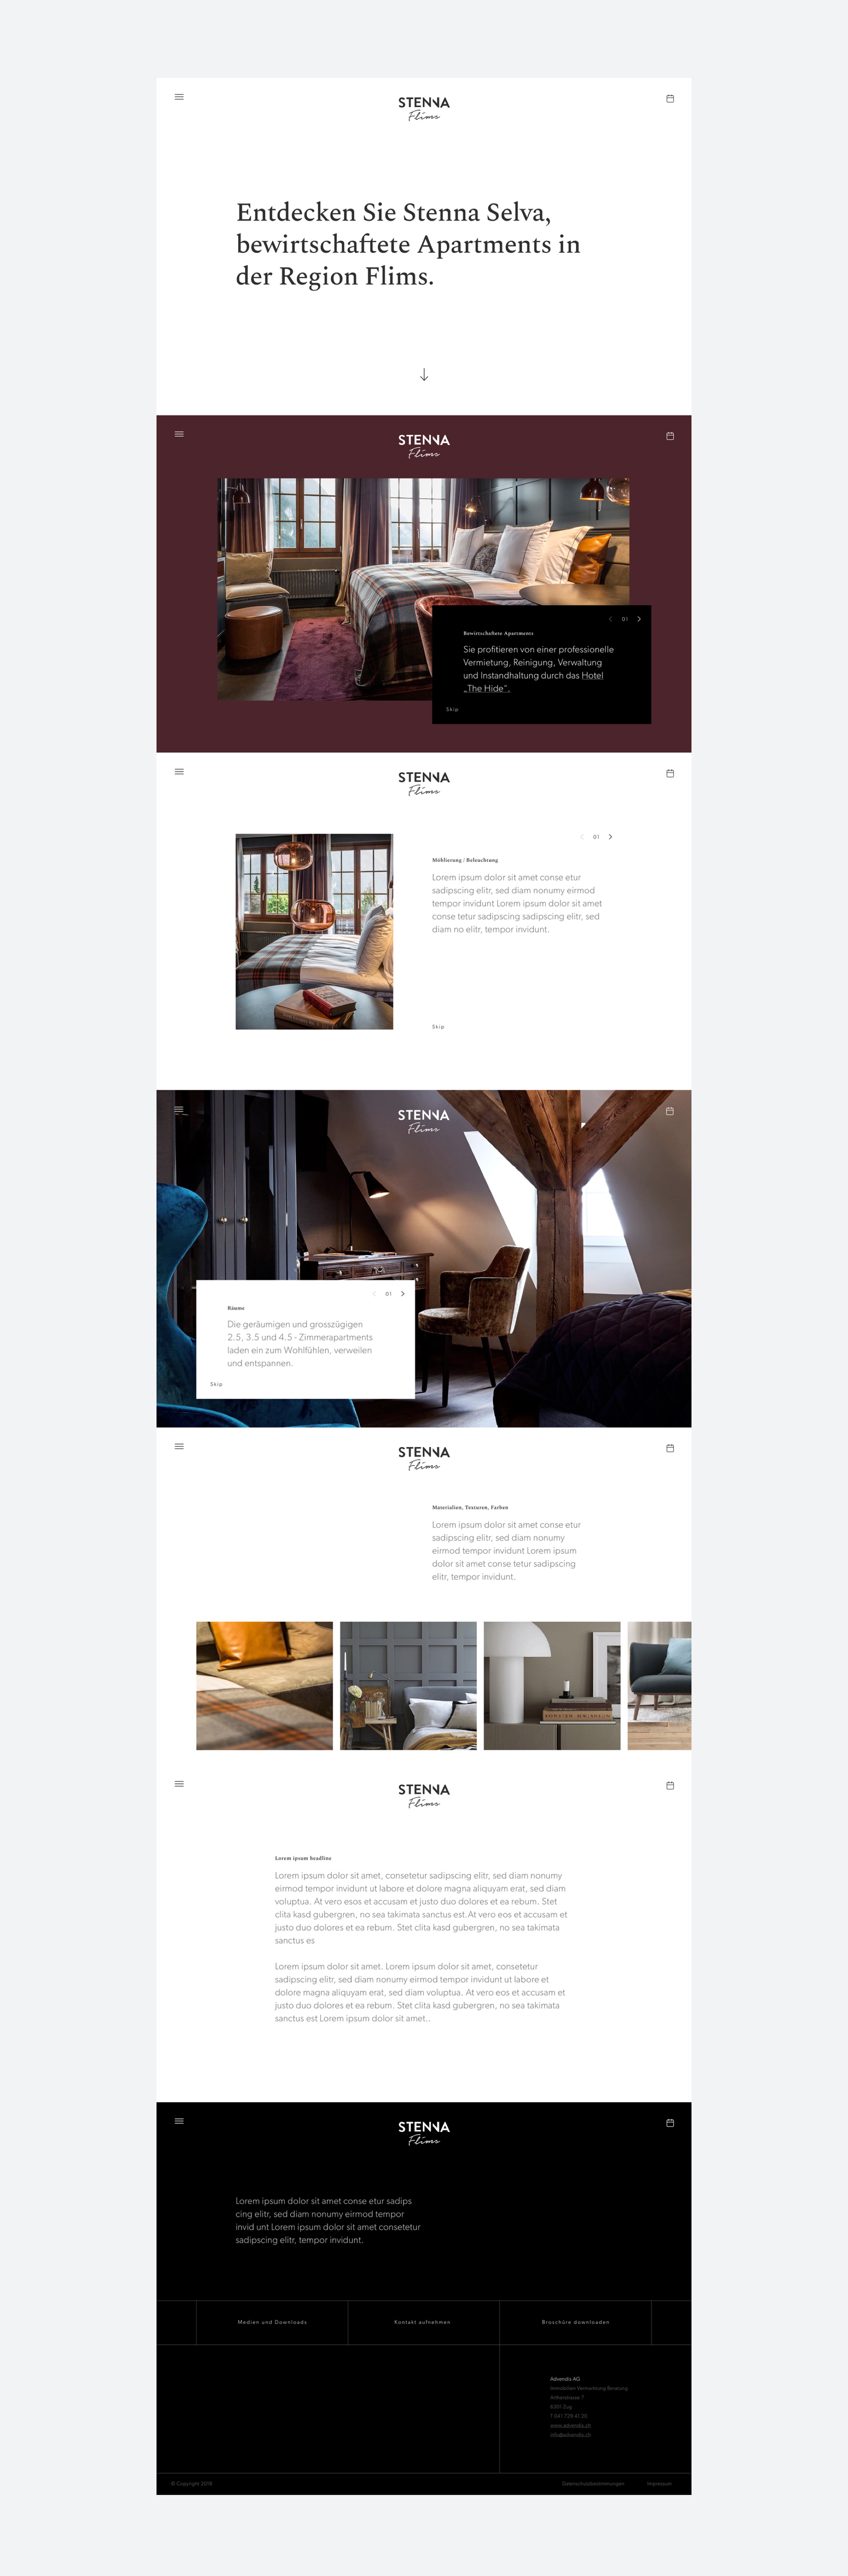 STENNA
Flims
Entdecken Sie Stenna Selva,
bewirtschaftete Apartments in
der Region Flims.
STENNA
Flims
01
Bewirtschaftete Apartments
Sie profitieren von einer professionelle
Vermietung, Reinigung, Verwaltung
und Instandhaltung durch das Hotel
„The Hide“.
Skip
STENNA
Flims
01
Möblierung / Beleuchtung
Lorem ipsum dolor sit amet conse etur
sadipscing elitr, sed diam nonumy eirmod
tempor invidunt Lorem ipsum dolor sit amet
conse tetur sadipscing sadipscing elitr, sed
diam no elitr, tempor invidunt.
Skip
STENNA
Flims
01
Räume
Die geräumigen und grosszügigen
2.5, 3.5 und 4.5 - Zimmerapartments
laden ein zum Wohlfühlen, verweilen
und entspannen.
Skip
STENNA
Flims
Materialien, Texturen, Farben
Lorem ipsum dolor sit amet conse etur
sadipscing elitr, sed diam nonumy
eirmod tempor invidunt Lorem ipsum
dolor sit amet conse tetur sadipscing
elitr, tempor invidunt.
STENNA
Flims
Lorem ipsum headline
Lorem ipsum dolor sit amet, consetetur sadipscing elitr, sed diam nonumy
eirmod tempor invidunt ut labore et dolore magna aliquyam erat, sed diam
voluptua. At vero esos et accusam et justo duo dolores et ea rebum. Stet
clita kasd gubergren, no sea takimata sanctus est.At vero eos et accusam et
justo duo dolores et ea rebum. Stet clita kasd gubergren, no sea takimata
sanctus es
Lorem ipsum dolor sit amet. Lorem ipsum dolor sit amet, consetetur
sadipscing elitr, sed diam nonumy eirmod tempor invidunt ut labore et
dolore magna aliquyam erat, sed diam voluptua. At vero eos et accusam et
justo duo dolores et ea rebum. Stet clita kasd gubergren, no sea takimata
sanctus est Lorem ipsum dolor sit amet..
STENNA
Flims
Lorem ipsum dolor sit amet conse etur sadips
cing elitr, sed diam nonumy eirmod tempor
invid unt Lorem ipsum dolor sit amet consetetur
sadipscing elitr, tempor invidunt.
Medien und Downloads
Kontakt aufnehmen
Broschüre downloaden
Advendis AG
Immobilien Vermarktung Beratung
6301 Zug
T 041 729 41 20
www.advendis.ch
info@advendis.ch
© Copyright 2018
Datenschutzbestimmungen
Impressum